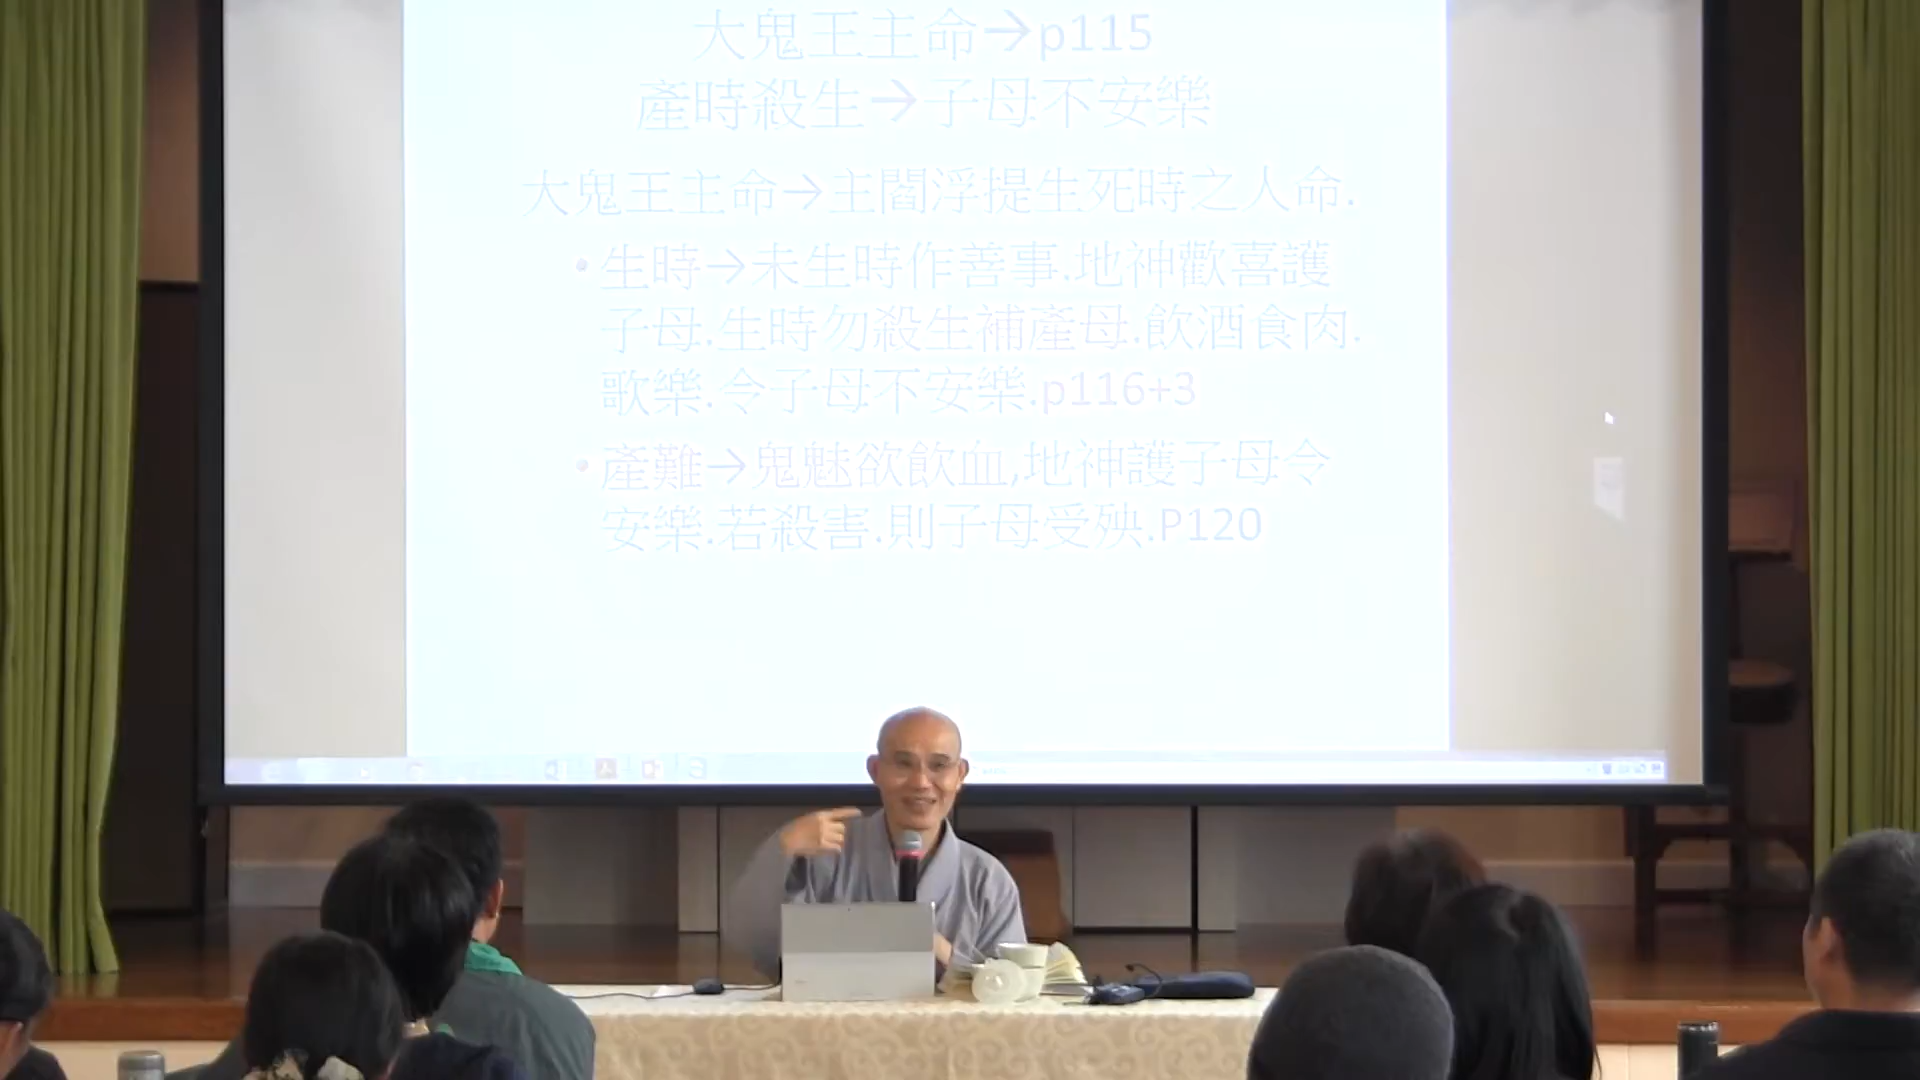 大鬼王主命→p115
產時殺生→子母不安樂
大鬼王主命→主閻浮提生死時之人命.
• 生時→未生時作善事.地神歡喜護
子母.生時勿殺生補產母.飲酒食肉.
歌樂.令子母不安樂.p116+3
• 產難→鬼魅欲飲血,地神護子母令
安樂.若殺害.則子母受殃.P120